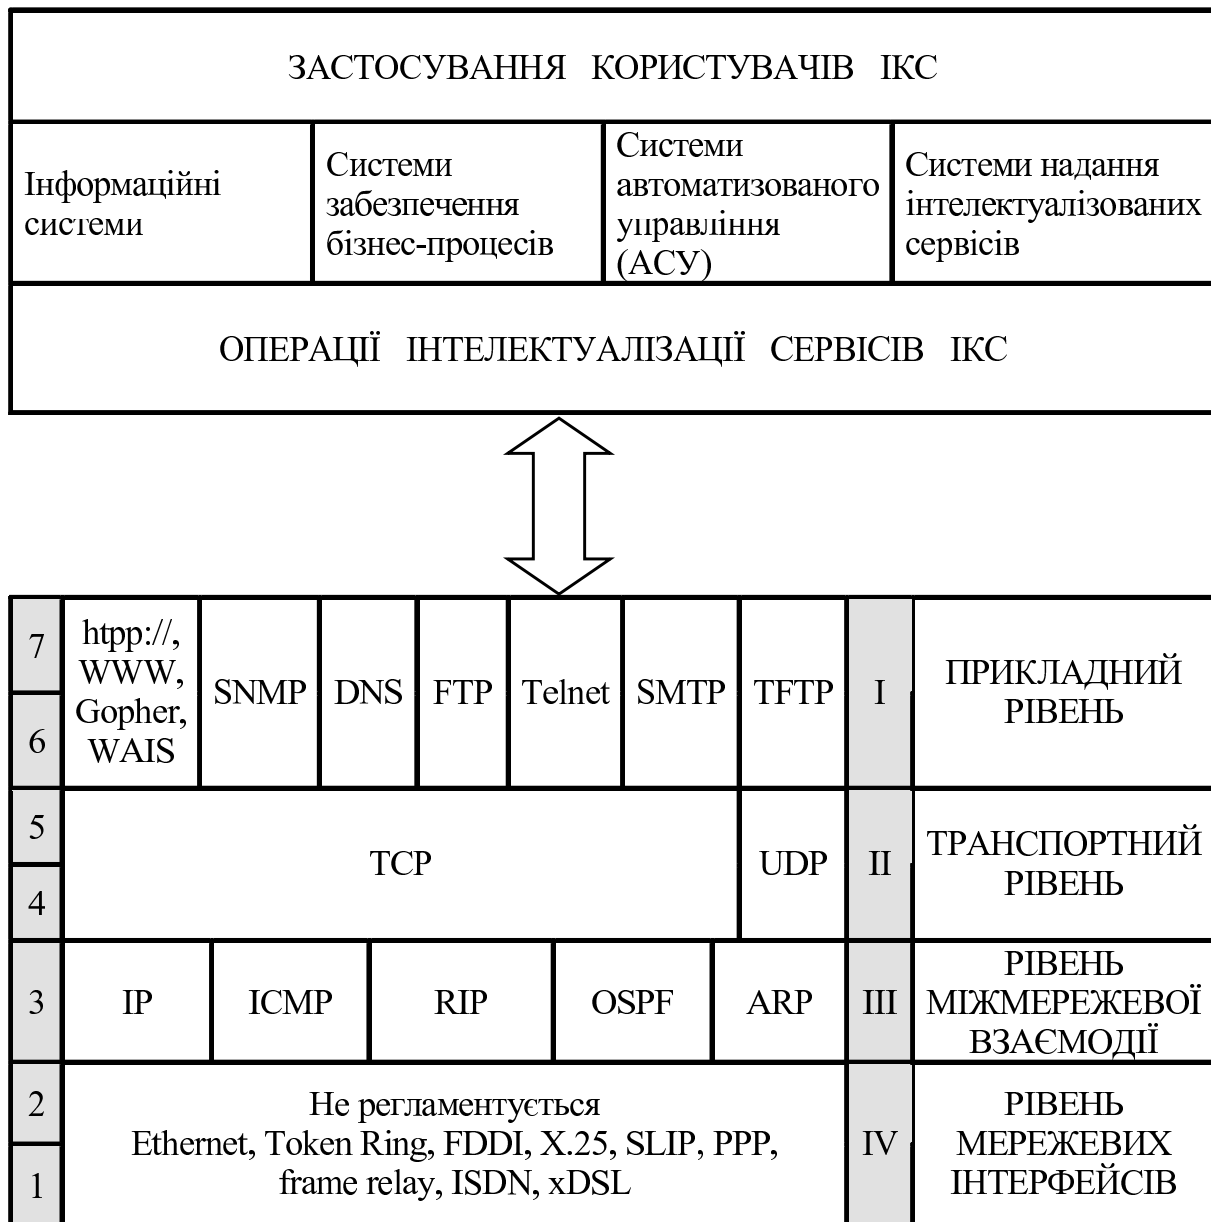 ЗАСТОСУВАННЯ КОРИСТУВАЧІВ ІКС
Інформаційні
системи
Системи
забезпечення
бізнес-процесів
Системи
автоматизованого
управління
(АСУ)
Системи надання
інтелектуалізованих
сервісів
ОПЕРАЦІЇ ІНТЕЛЕКТУАЛІЗАЦІЇ СЕРВІСІВ ІКС
7
6
htpp://,
WWW,
Gopher,
WAIS
SNMP
DNS
FTP
Telnet
SMTP
TFTP
I
ПРИКЛАДНИЙ
РІВЕНЬ
5
4
TCP
UDP
II
ТРАНСПОРТНИЙ
РІВЕНЬ
3
IP
ICMP
RIP
OSPF
ARP
III
РІВЕНЬ
МІЖМЕРЕЖЕВОЇ
ВЗАЄМОДІЇ
2
1
Не регламентується
Ethernet, Token Ring, FDDI, X.25, SLIP, PPP,
frame relay, ISDN, xDSL
IV
РІВЕНЬ
МЕРЕЖЕВИХ
ІНТЕРФЕЙСІВ